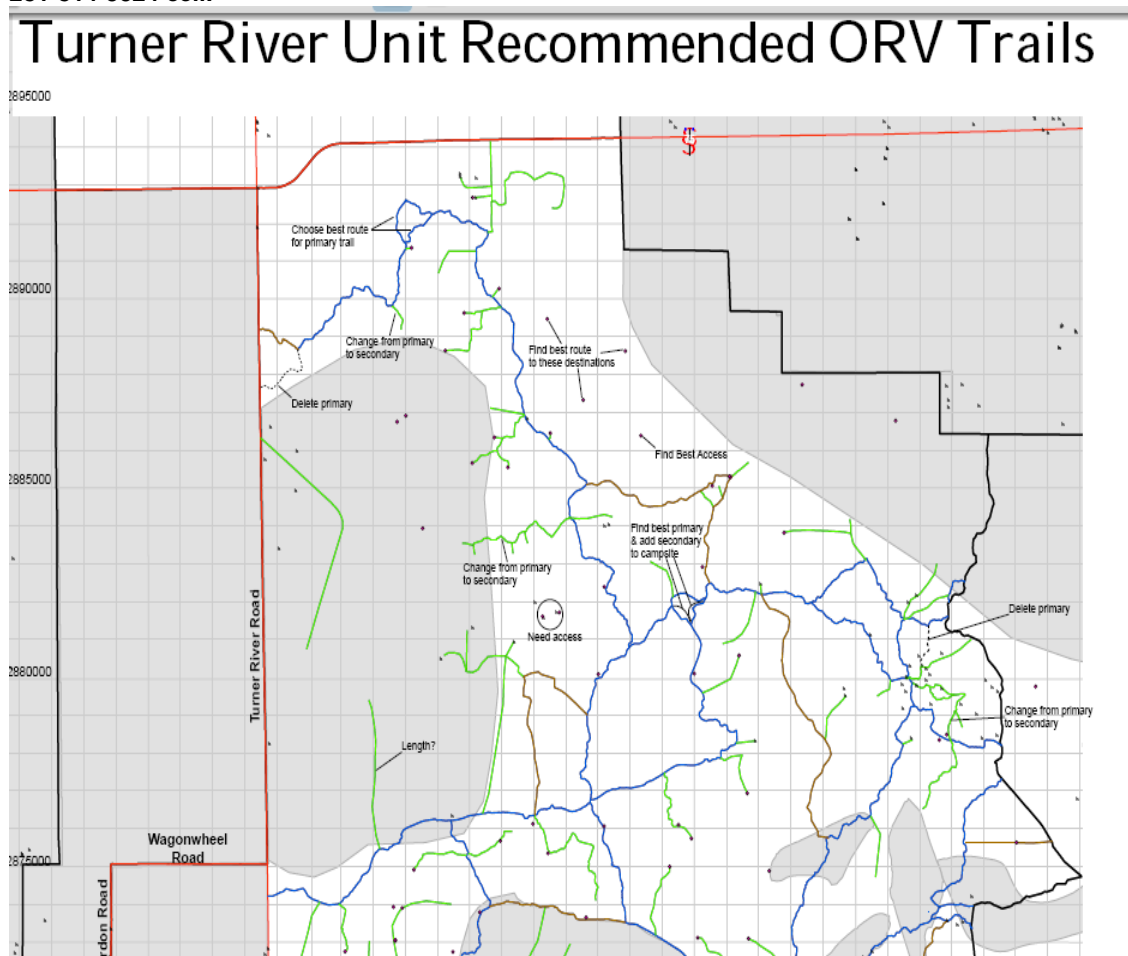 Turner River Unit Recommended ORV Trails
2895000
Choose best route
for primary trail
2890000
Change from primary
to secondary
Find best route
to these destinations
Delete primary
Find Best Access
2885000
Find best primary
& add secondary
to campsite
Change from primary
to secondary
Delete primary
Need access
2880000
Turner River Road
Change from primary
to secondary
Length?
Wagonwheel
Road
2875000
rdon Road